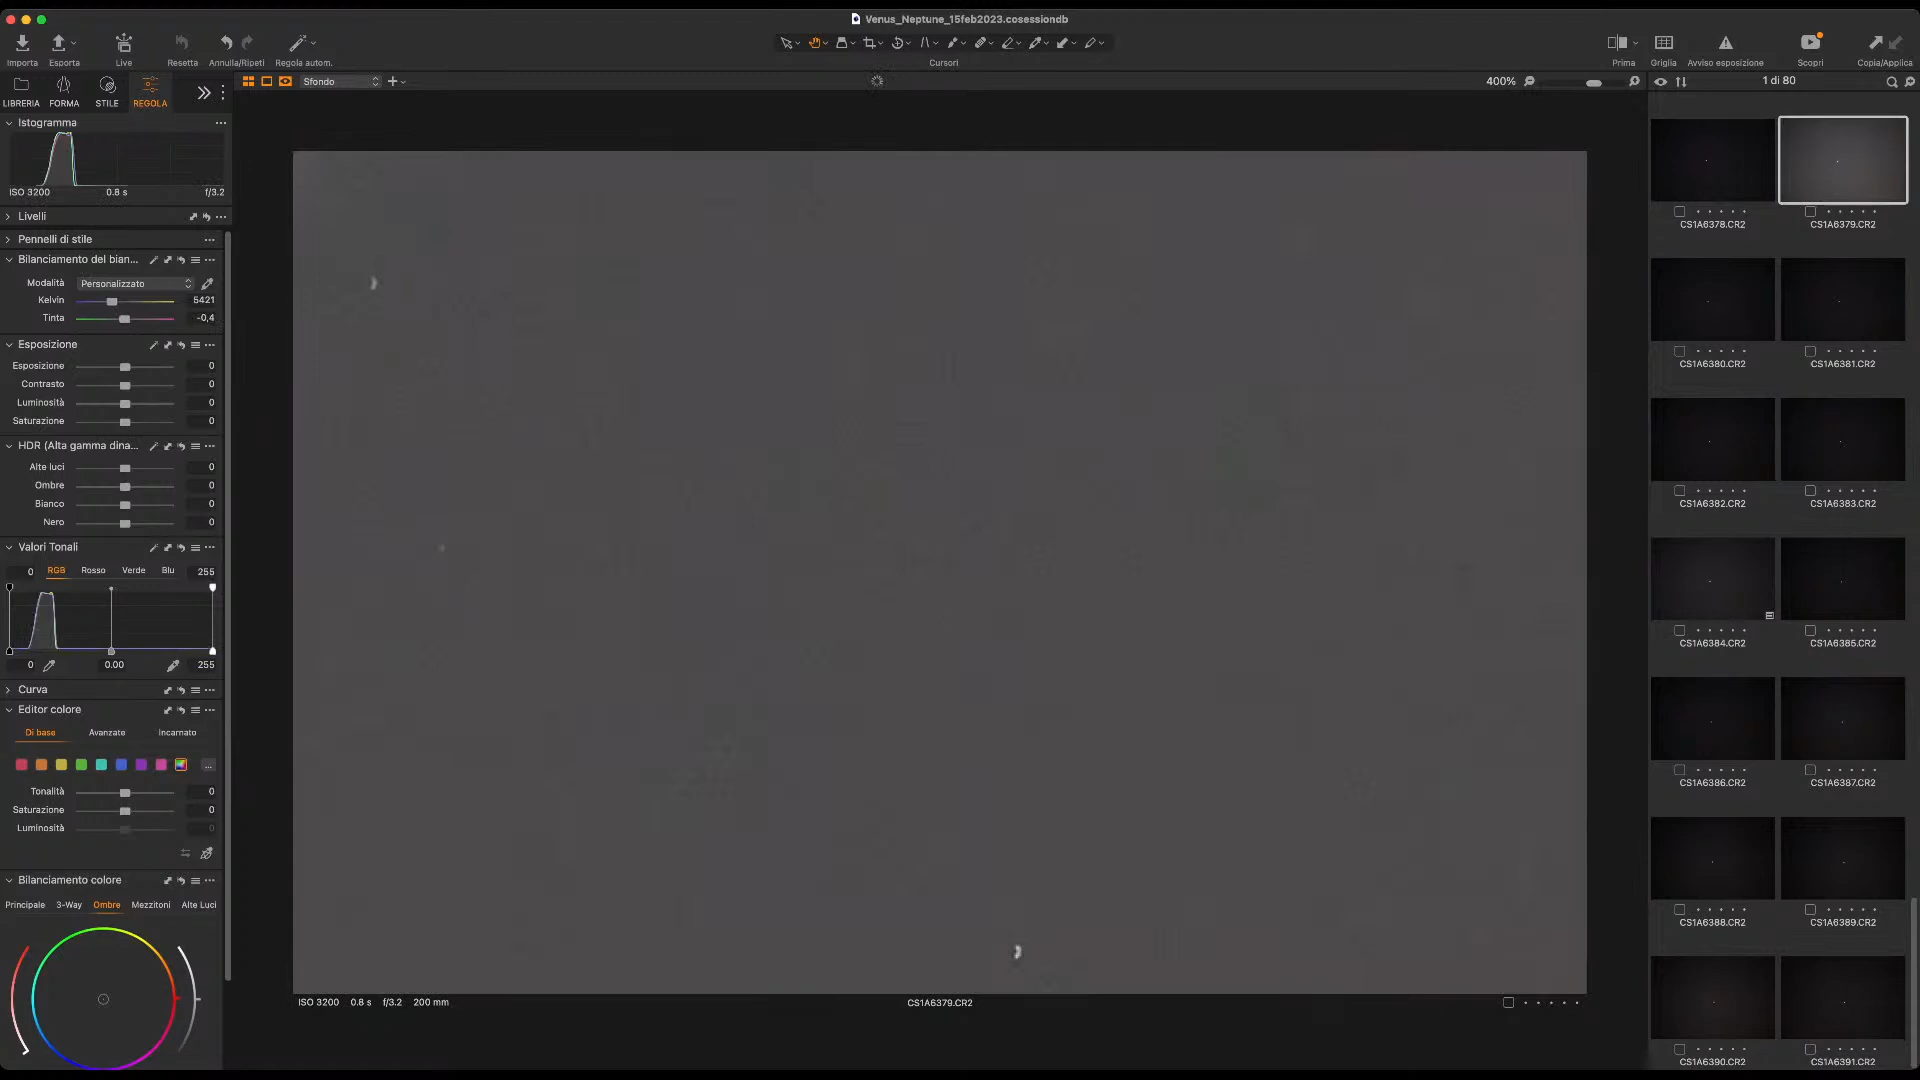 Venus_Neptune_15feb2023.cosessiondb
Importa
Esporta
Live
Resetta
Annulla/Ripeti
Regola autom.
Cursori
Prima
Griglia
Avviso esposizione
Scopri
Copia/Applica
LIBRERIA
FORMA
STILE
REGOLA
Sfondo
400%
1 di 80
Istogramma
ISO 3200 0.8 s f/3.2
Livelli
Pennelli di stile
Bilanciamento del bian...
Modalità Personalizzato
Kelvin 5421
Tinta -0,4
Esposizione
Esposizione 0
Contrasto 0
Luminosità 0
Saturazione 0
HDR (Alta gamma dina...
Alte luci 0
Ombre 0
Bianco 0
Nero 0
Valori Tonali
0 RGB Rosso Verde Blu 255
0 0.00 255
Curva
Editor colore
Di base Avanzate Incarnato
Tonalità 0
Saturazione 0
Luminosità 0
Bilanciamento colore
Principale 3-Way Ombre Mezzitoni Alte Luci
ISO 3200 0.8 s f/3.2 200 mm
CS1A6379.CR2
CS1A6378.CR2 CS1A6379.CR2
CS1A6380.CR2 CS1A6381.CR2
CS1A6382.CR2 CS1A6383.CR2
CS1A6384.CR2 CS1A6385.CR2
CS1A6386.CR2 CS1A6387.CR2
CS1A6388.CR2 CS1A6389.CR2
CS1A6390.CR2 CS1A6391.CR2